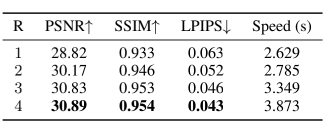 R PSNR↑ SSIM↑ LPIPS↓ Speed (s)
1 28.82 0.933 0.063 2.629
2 30.17 0.946 0.052 2.785
3 30.83 0.953 0.046 3.349
4 30.89 0.954 0.043 3.873